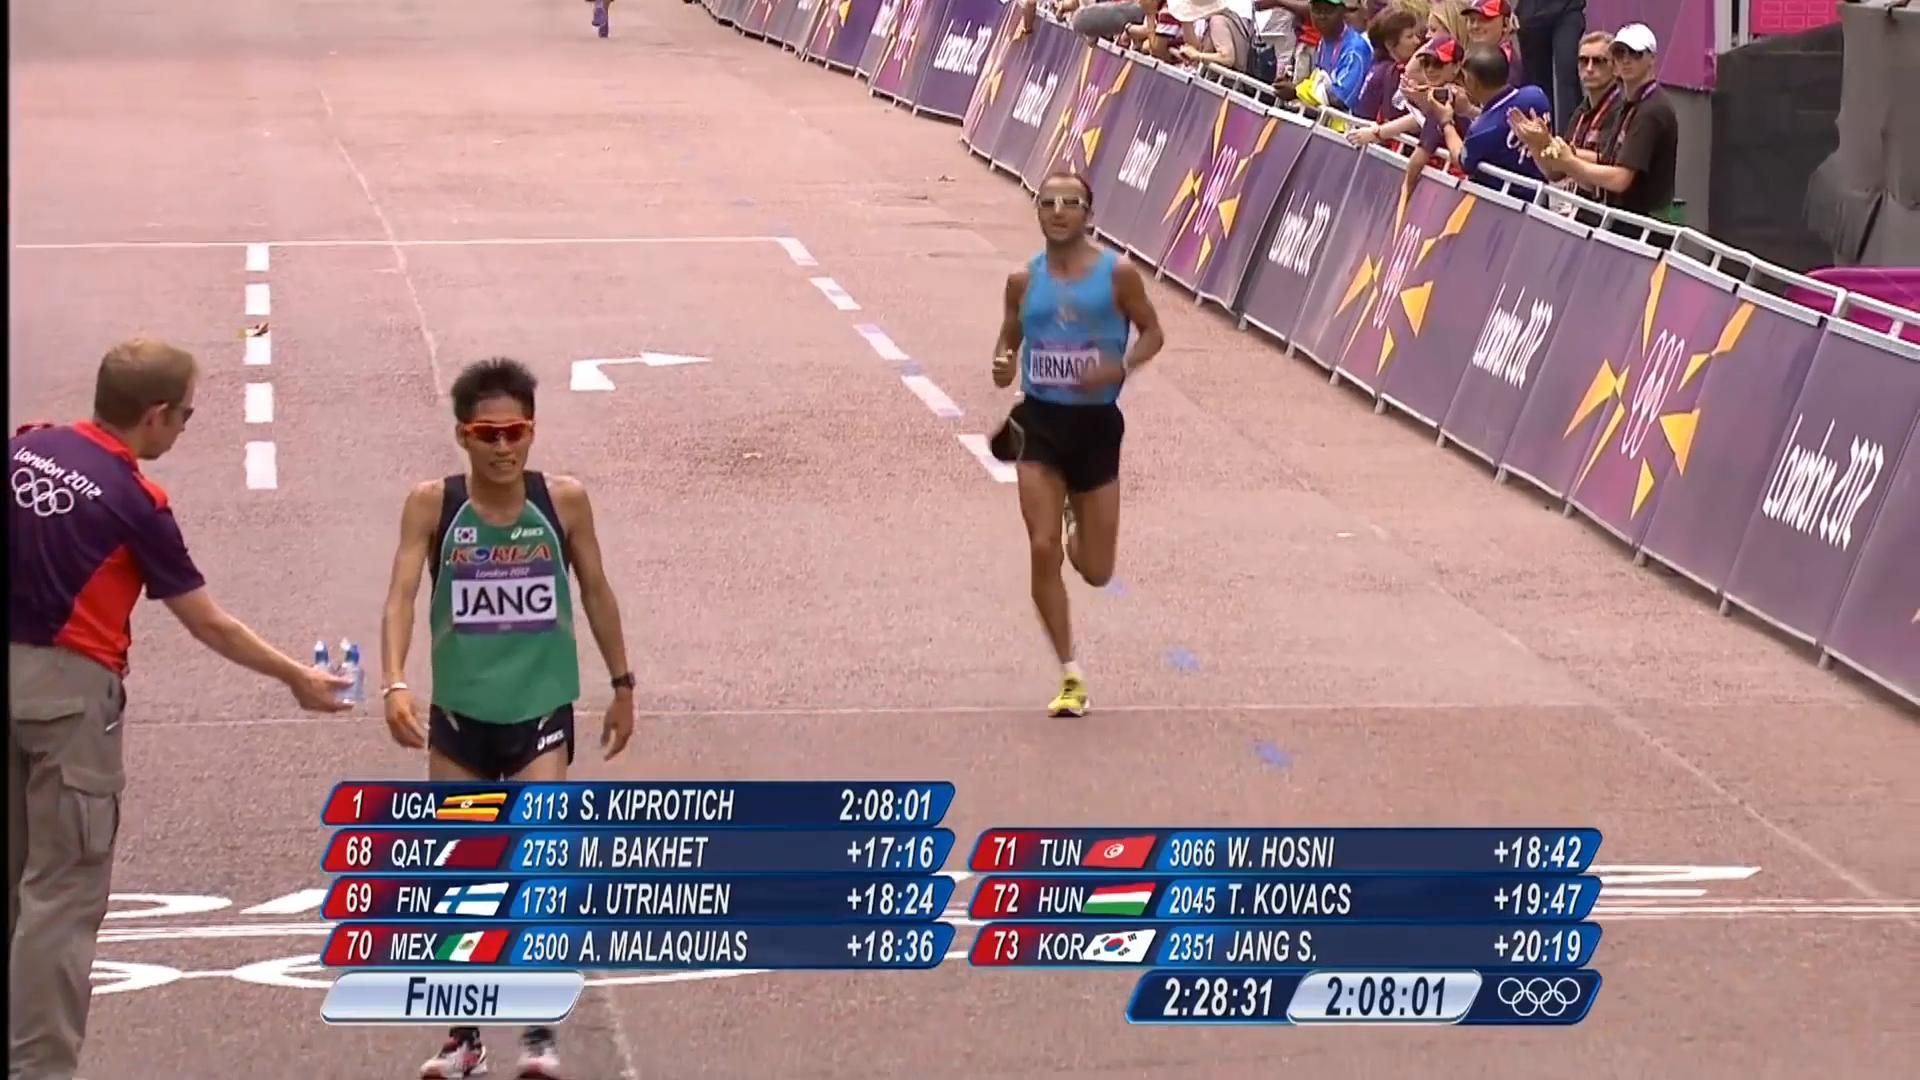 London 2012
London 2012
London 2012
London 2012
London 2012
London 2012
London 2012
asics
KOREA
London 2012
JANG
asics
HERNADO
1 UGA 3113 S. KIPROTICH 2:08:01
68 QAT 2753 M. BAKHET +17:16
69 FIN 1731 J. UTRIAINEN +18:24
70 MEX 2500 A. MALAQUIAS +18:36
71 TUN 3066 W. HOSNI +18:42
72 HUN 2045 T. KOVACS +19:47
73 KOR 2351 JANG S. +20:19
FINISH
2:28:31 2:08:01